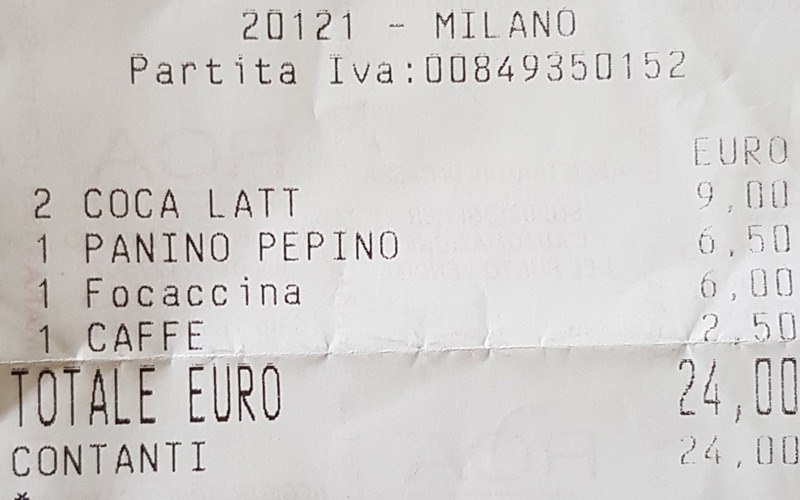 20121 - MILANO
Partita Iva:00849350152
EURO
2 COCA LATT 9,00
1 PANINO PEPINO 6,50
1 Focaccina 6,00
1 CAFFE 2,50
TOTALE EURO 24,00
CONTANTI 24,00
*